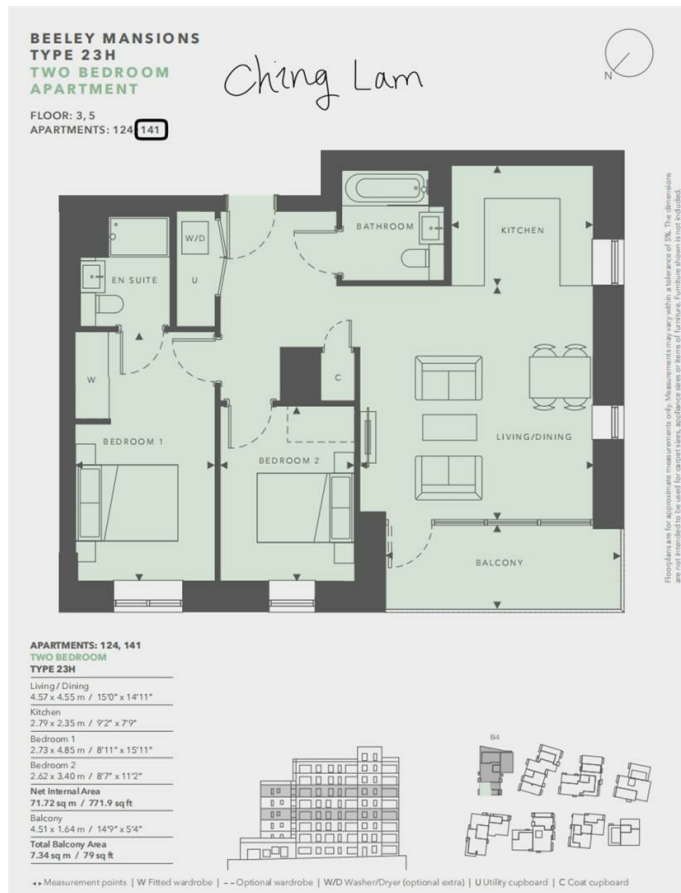 BEELEY MANSIONS
TYPE 23H
TWO BEDROOM
APARTMENT
Ching Lam
N
FLOOR: 3, 5
APARTMENTS: 124, 141
BATHROOM
KITCHEN
W/D
U
EN SUITE
W
C
BEDROOM 1
BEDROOM 2
LIVING/DINING
BALCONY
Floorplans are for approximate measurements only. Measurements may vary within a tolerance of 5%. The dimensions
are not intended to be used for carpet sizes, appliance sizes or items of furniture. Furniture shown is not included.
APARTMENTS: 124, 141
TWO BEDROOM
TYPE 23H
Living / Dining
4.57 x 4.55 m / 15'0" x 14'11"
Kitchen
2.79 x 2.35 m / 9'2" x 7'9"
Bedroom 1
2.73 x 4.85 m / 8'11" x 15'11"
Bedroom 2
2.62 x 3.40 m / 8'7" x 11'2"
Net Internal Area
71.72 sq m / 771.9 sq ft
Balcony
4.51 x 1.64 m / 14'9" x 5'4"
Total Balcony Area
7.34 sq m / 79 sq ft
B4
Measurement points | W Fitted wardrobe | -- Optional wardrobe | W/D Washer/Dryer (optional extra) | U Utility cupboard | C Coat cupboard